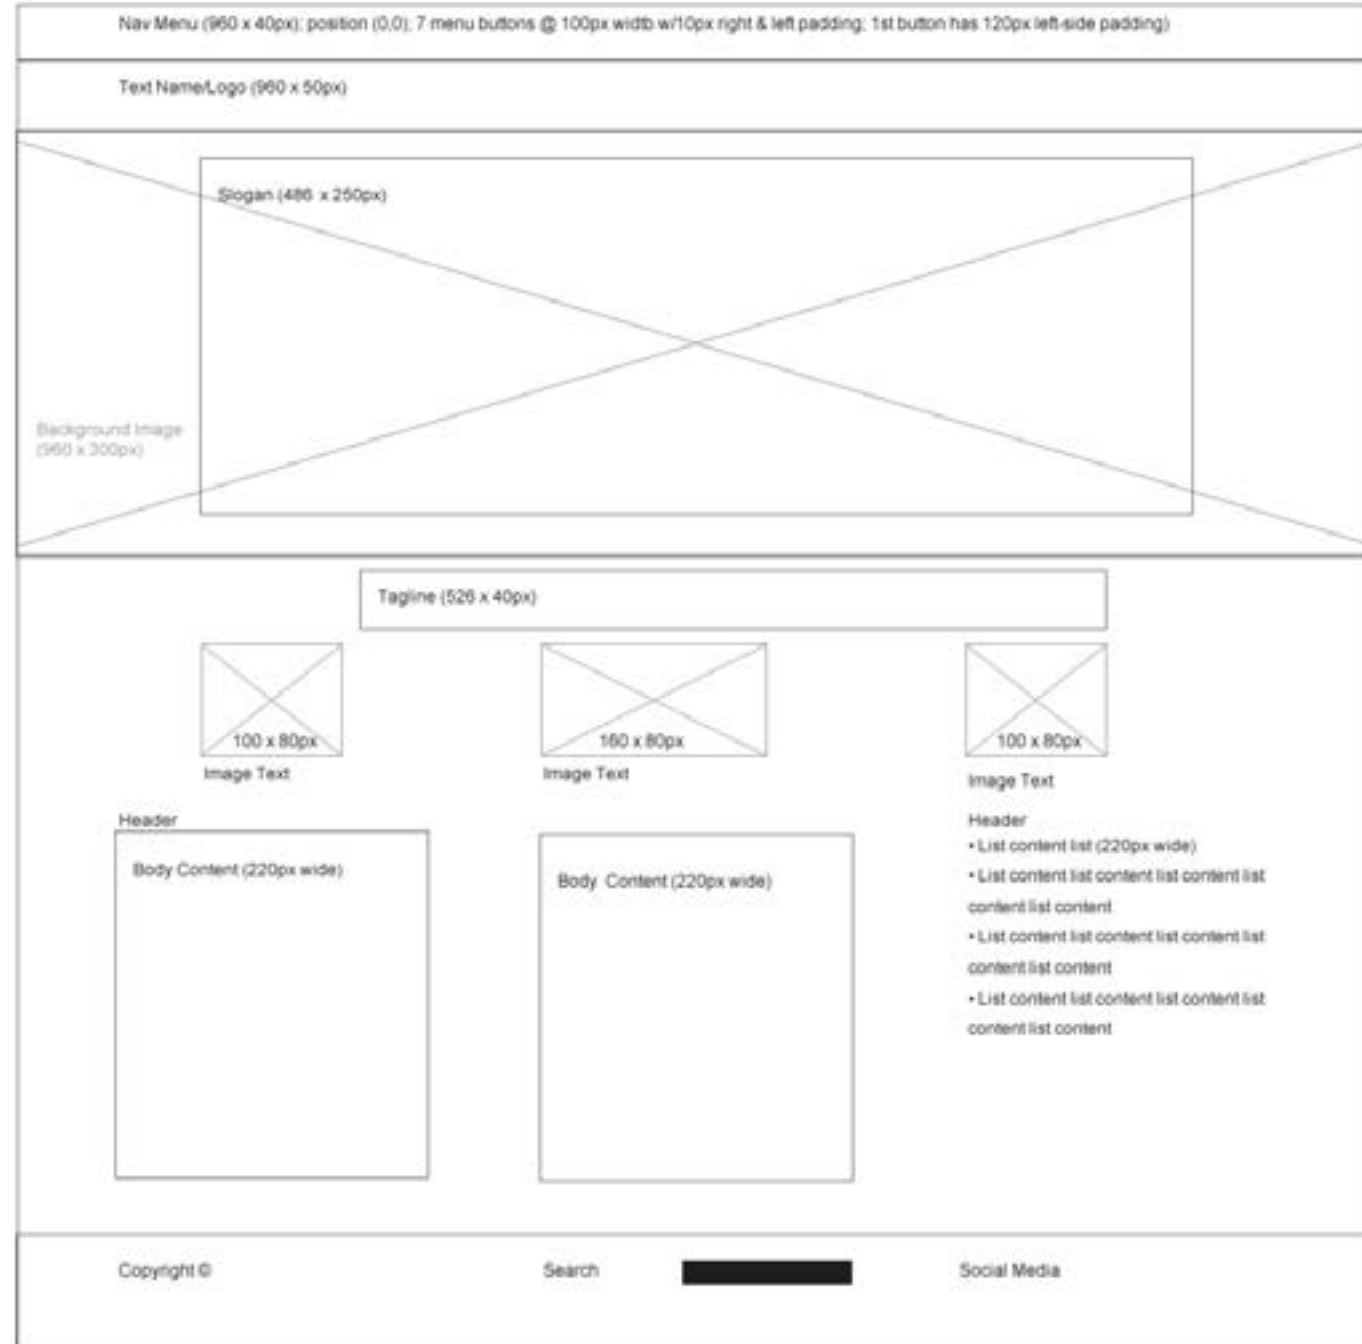 Nav Menu (960 x 40px); position (0,0); 7 menu buttons @ 100px widtb w/10px right & left padding; 1st button has 120px left-side padding)
Text Name/Logo (960 x 50px)
Slogan (486 x 250px)
Background Image
(960 x 300px)
Tagline (526 x 40px)
100 x 80px
160 x 80px
100 x 80px
Image Text
Image Text
Image Text
Header
Body Content (220px wide)
Body Content (220px wide)
Header
• List content list (220px wide)
• List content list content list content list
content list content
• List content list content list content list
content list content
• List content list content list content list
content list content
Copyright ©
Search
Social Media